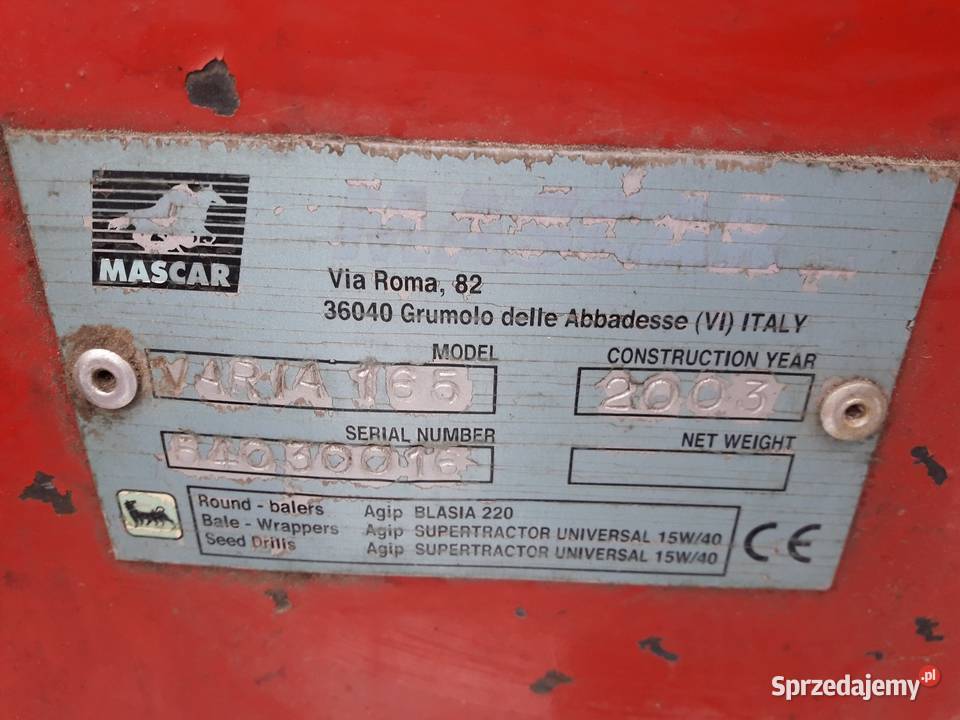 MASCAR
Via Roma, 82
36040 Grumolo delle Abbadesse (VI) ITALY
MODEL
VARIA 165
CONSTRUCTION YEAR
2003
SERIAL NUMBER
NET WEIGHT
Round - balers Agip BLASIA 220
Bale - Wrappers Agip SUPERTRACTOR UNIVERSAL 15W/40
Seed Drills Agip SUPERTRACTOR UNIVERSAL 15W/40
CE
Sprzedajemy.pl